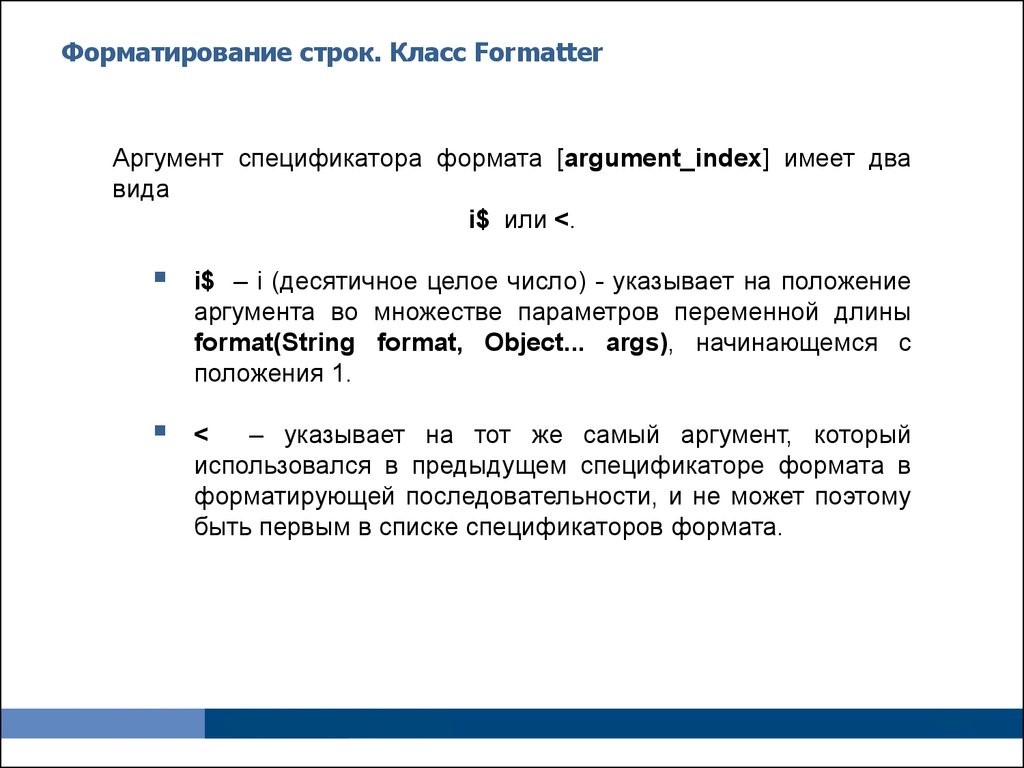 Форматирование строк. Класс Formatter
Аргумент спецификатора формата [argument_index] имеет два
вида
i$ или <.
▪ i$ – i (десятичное целое число) - указывает на положение
аргумента во множестве параметров переменной длины
format(String format, Object... args), начинающемся с
положения 1.
▪ < – указывает на тот же самый аргумент, который
использовался в предыдущем спецификаторе формата в
форматирующей последовательности, и не может поэтому
быть первым в списке спецификаторов формата.